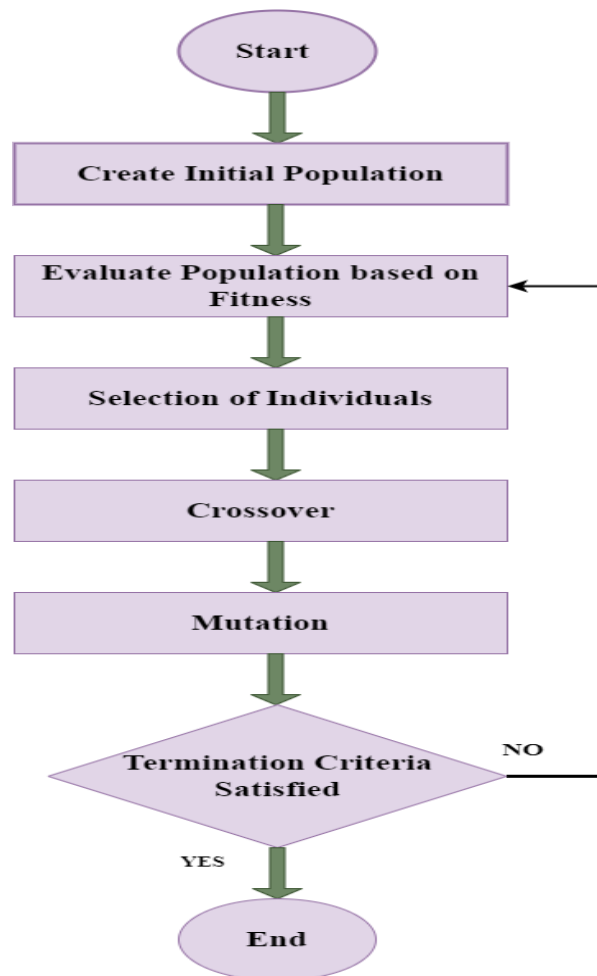 Start
Create Initial Population
Evaluate Population based on
Fitness
Selection of Individuals
Crossover
Mutation
Termination Criteria
Satisfied
NO
YES
End